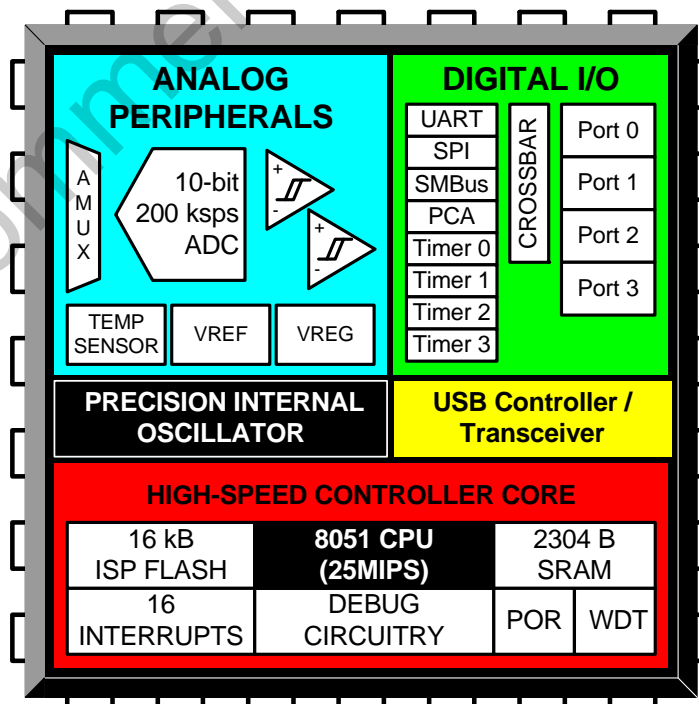 ANALOG
PERIPHERALS
A
M
U
X
10-bit
200 ksps
ADC
+
-
+
-
TEMP
SENSOR
VREF
VREG
DIGITAL I/O
UART
SPI
SMBus
PCA
Timer 0
Timer 1
Timer 2
Timer 3
CROSSBAR
Port 0
Port 1
Port 2
Port 3
PRECISION INTERNAL
OSCILLATOR
USB Controller /
Transceiver
HIGH-SPEED CONTROLLER CORE
16 kB
ISP FLASH
8051 CPU
(25MIPS)
2304 B
SRAM
16
INTERRUPTS
DEBUG
CIRCUITRY
POR
WDT